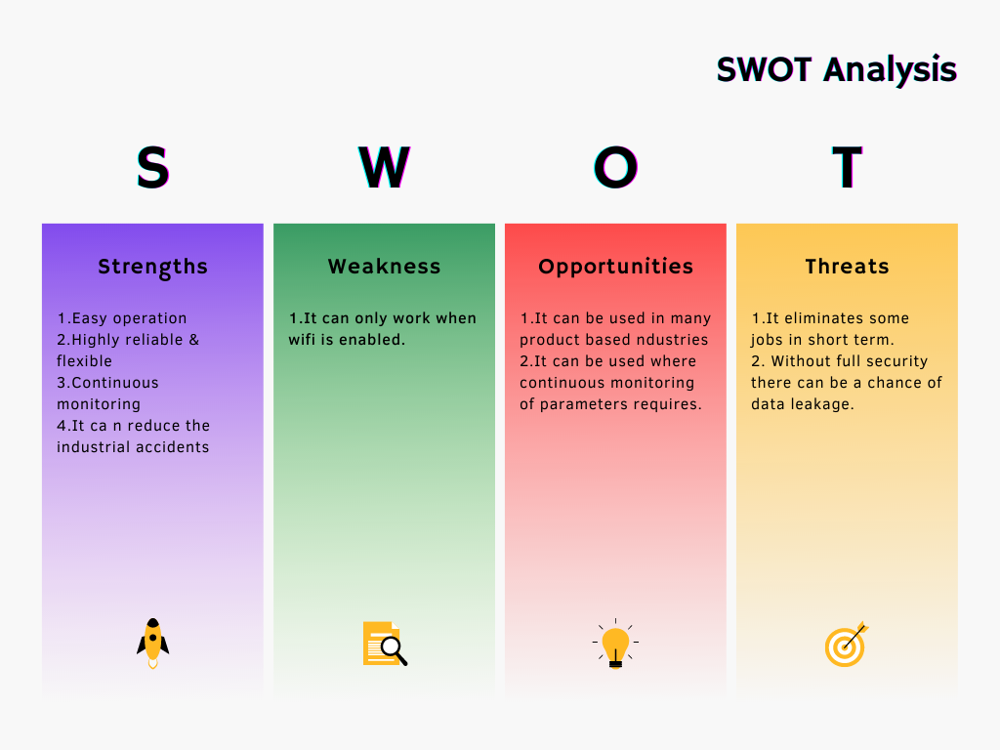 SWOT Analysis
S
W
O
T
Strengths
1.Easy operation
2.Highly reliable &
flexible
3.Continuous
monitoring
4.It ca n reduce the
industrial accidents
Weakness
1.It can only work when
wifi is enabled.
Opportunities
1.It can be used in many
product based ndustries
2.It can be used where
continuous monitoring
of parameters requires.
Threats
1.It eliminates some
jobs in short term.
2. Without full security
there can be a chance of
data leakage.